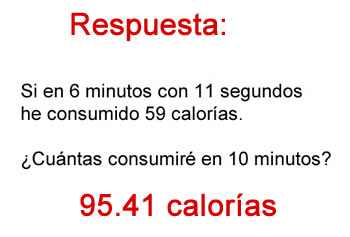 Respuesta:
Si en 6 minutos con 11 segundos
he consumido 59 calorías.
¿Cuántas consumiré en 10 minutos?
95.41 calorías